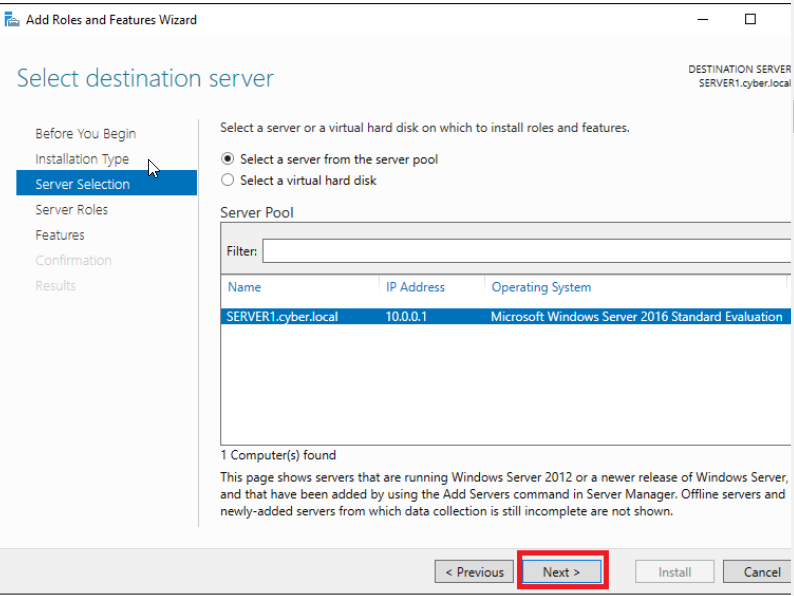 Add Roles and Features Wizard
Select destination server
DESTINATION SERVER
SERVER1.cyber.local
Before You Begin
Installation Type
Server Selection
Server Roles
Features
Confirmation
Results
Select a server or a virtual hard disk on which to install roles and features.
Select a server from the server pool
Select a virtual hard disk
Server Pool
Filter:
Name IP Address Operating System
SERVER1.cyber.local 10.0.0.1 Microsoft Windows Server 2016 Standard Evaluation
1 Computer(s) found
This page shows servers that are running Windows Server 2012 or a newer release of Windows Server,
and that have been added by using the Add Servers command in Server Manager. Offline servers and
newly-added servers from which data collection is still incomplete are not shown.
< Previous Next > Install Cancel